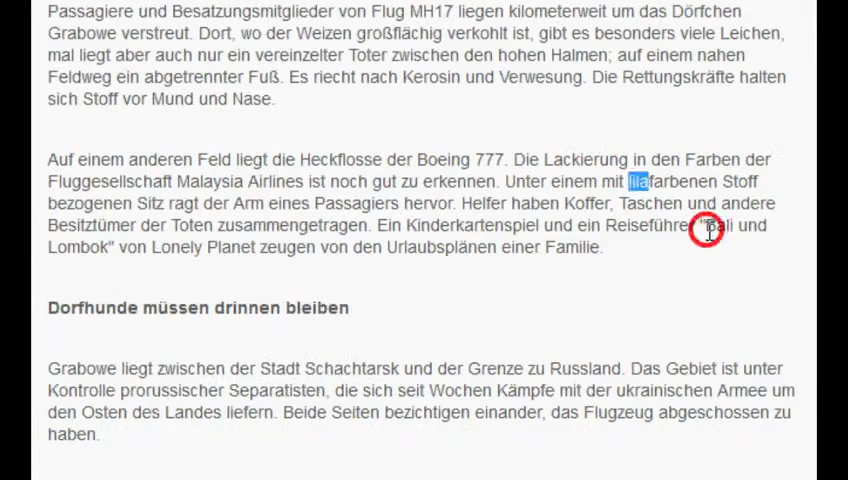 Passagiere und Besatzungsmitglieder von Flug MH17 liegen kilometerweit um das Dörfchen
Grabowe verstreut. Dort, wo der Weizen großflächig verkohlt ist, gibt es besonders viele Leichen,
mal liegt aber auch nur ein vereinzelter Toter zwischen den hohen Halmen; auf einem nahen
Feldweg ein abgetrennter Fuß. Es riecht nach Kerosin und Verwesung. Die Rettungskräfte halten
sich Stoff vor Mund und Nase.
Auf einem anderen Feld liegt die Heckflosse der Boeing 777. Die Lackierung in den Farben der
Fluggesellschaft Malaysia Airlines ist noch gut zu erkennen. Unter einem mit lilafarbenen Stoff
bezogenen Sitz ragt der Arm eines Passagiers hervor. Helfer haben Koffer, Taschen und andere
Besitztümer der Toten zusammengetragen. Ein Kinderkartenspiel und ein Reiseführer "Bali und
Lombok" von Lonely Planet zeugen von den Urlaubsplänen einer Familie.
Dorfhunde müssen drinnen bleiben
Grabowe liegt zwischen der Stadt Schachtarsk und der Grenze zu Russland. Das Gebiet ist unter
Kontrolle prorussischer Separatisten, die sich seit Wochen Kämpfe mit der ukrainischen Armee um
den Osten des Landes liefern. Beide Seiten bezichtigen einander, das Flugzeug abgeschossen zu
haben.